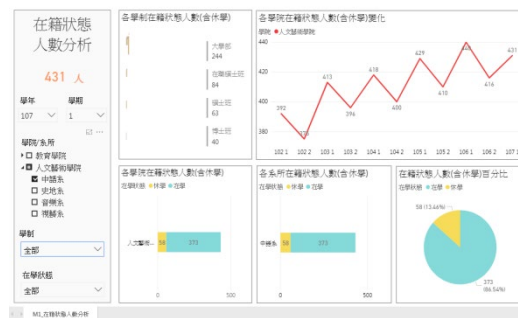 在籍狀態
人數分析
431 人
學年
學期
107
1
學院/系所
教育學院
人文藝術學院
中語系
史地系
音樂系
視藝系
學制
全部
在學狀態
全部
各學制在籍狀態人數(含休學)
大學部
244
在職碩士班
84
碩士班
63
博士班
40
各學院在籍狀態人數(含休學)變化
學院 人文藝術學院
440
420
400
380
392
413
396
418
400
429
410
416
431
102 1
102 2
103 1
103 2
104 1
104 2
105 1
105 2
106 1
106 2
107 1
各學院在籍狀態人數(含休學)
在學狀態 休學 在學
人文藝術...
58
373
0
500
各系所在籍狀態人數(含休學)
在學狀態 休學 在學
中語系
58
373
0
500
在籍狀態人數(含休學)百分比
在學狀態 休學 在學
58 (13.46%)
373
(86.54%)
M3_在籍狀態人數分析